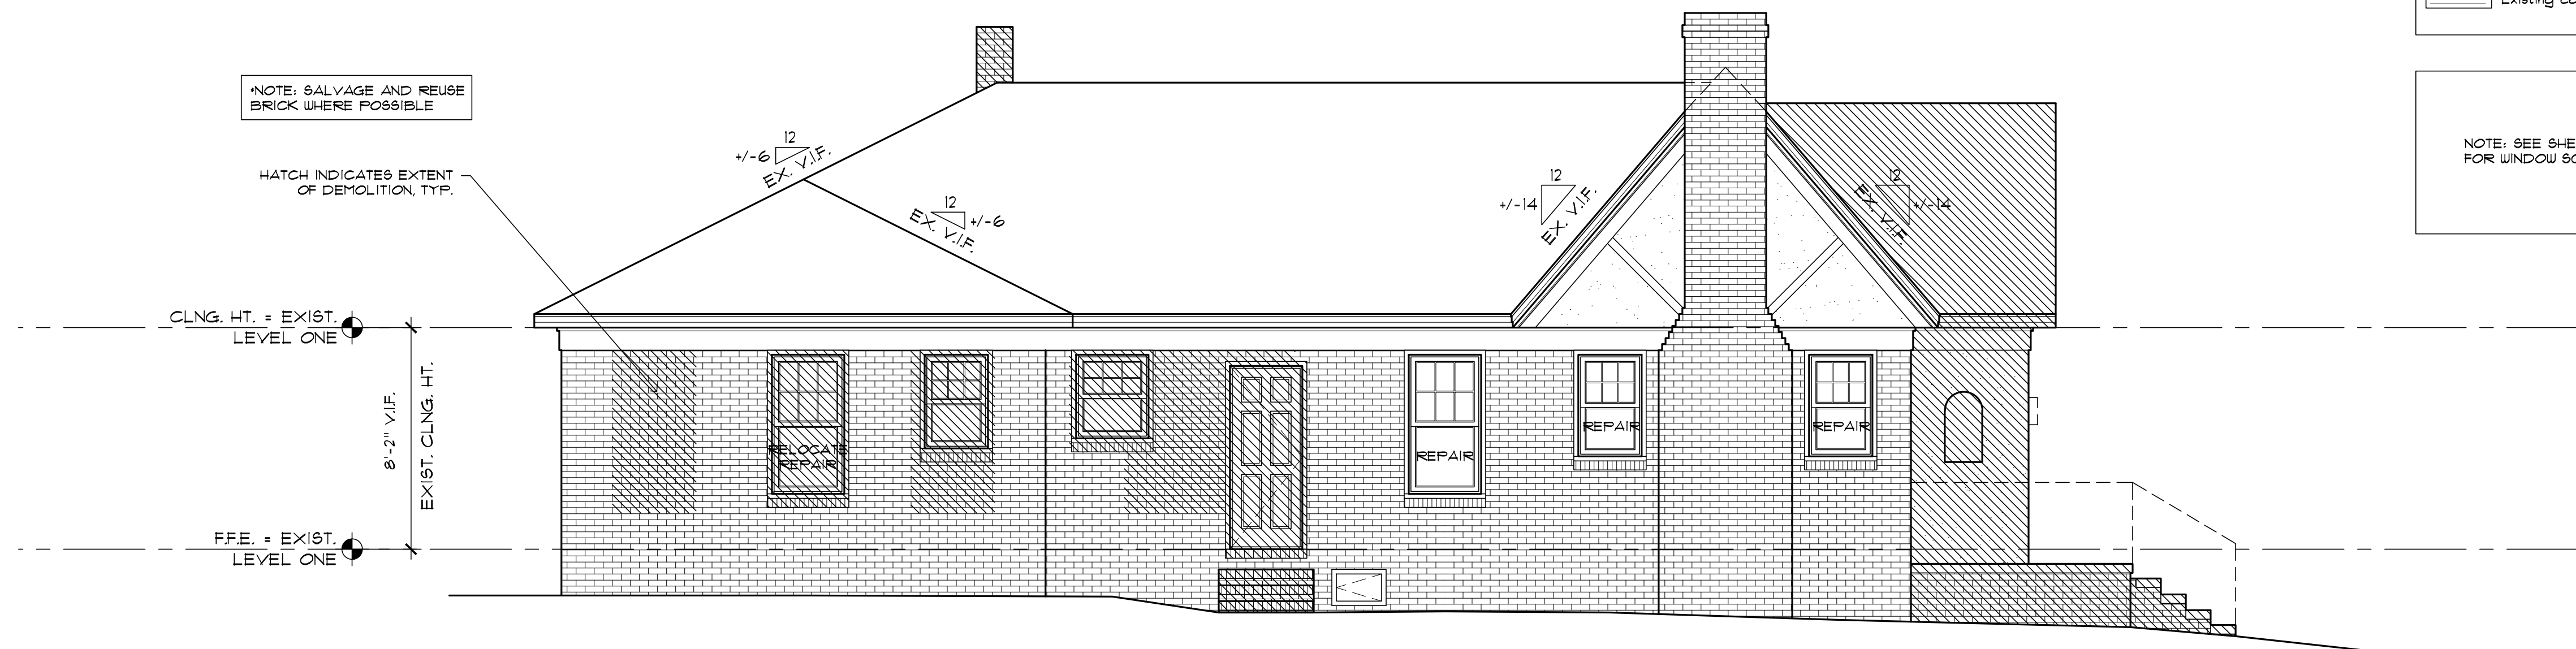 Existing
*NOTE: SALVAGE AND REUSE
BRICK WHERE POSSIBLE
NOTE: SEE SHE
FOR WINDOW SC
HATCH INDICATES EXTENT
OF DEMOLITION, TYP.
12
+/-6
EX. V.I.F.
12
+/-6
EX. V.I.F.
12
+/-14
EX. V.I.F.
12
+/-14
EX. V.I.F.
CLNG. HT. = EXIST.
LEVEL ONE
8'-2" V.I.F.
EXIST. CLNG. HT.
RELOCATE
REPAIR
REPAIR
REPAIR
REPAIR
F.F.E. = EXIST.
LEVEL ONE